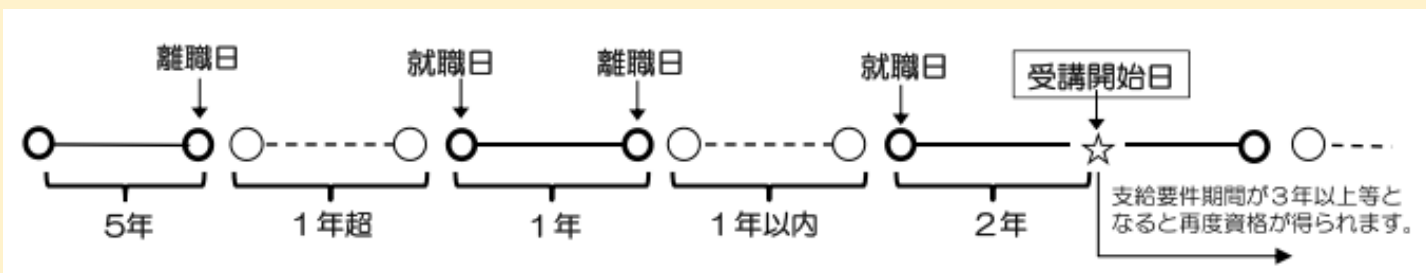 離職日
就職日
離職日
就職日
受講開始日
5年
1年超
1年
1年以内
2年
支給要件期間が3年以上等と
なると再度資格が得られます。